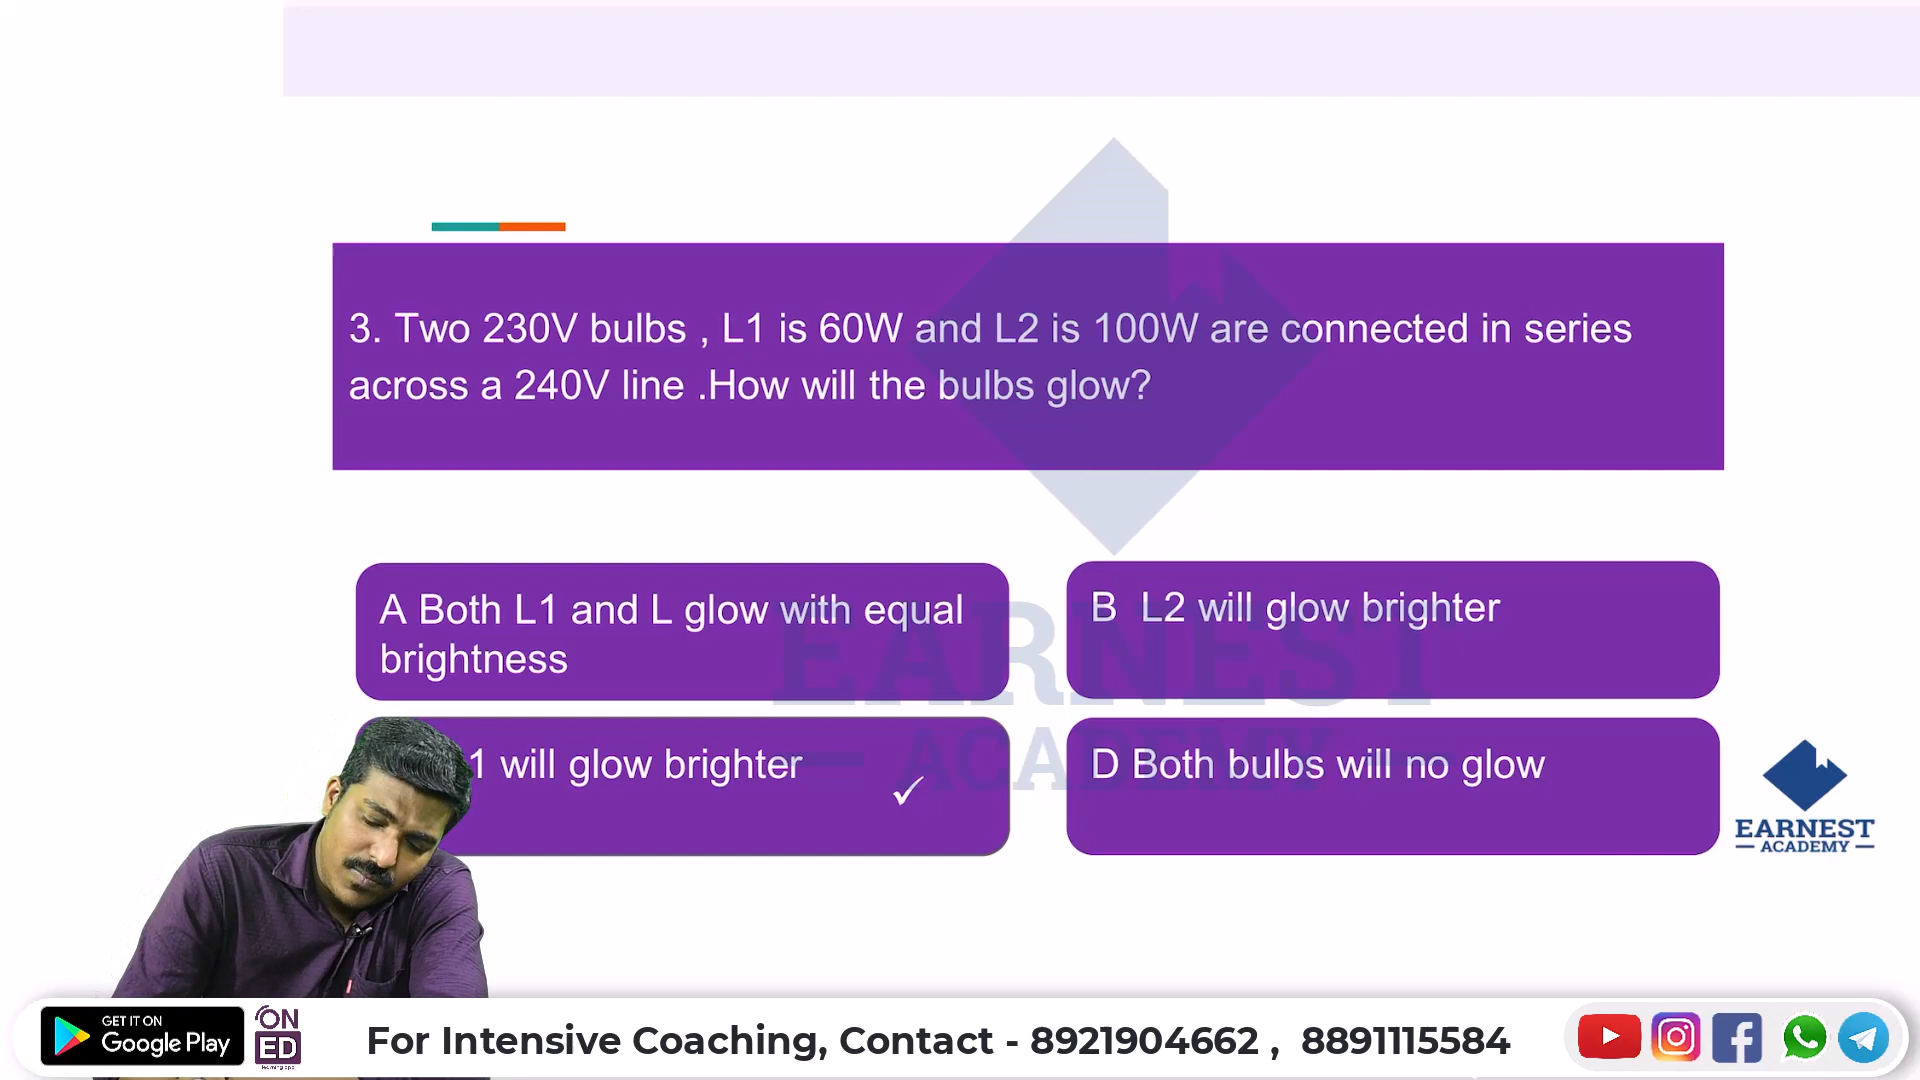 3. Two 230V bulbs , L1 is 60W and L2 is 100W are connected in series
across a 240V line .How will the bulbs glow?
A Both L1 and L glow with equal
brightness
B L2 will glow brighter
1 will glow brighter
D Both bulbs will no glow
EARNEST
ACADEMY
EARNEST
— ACADEMY —
GET IT ON
Google Play
ON
ED
For Intensive Coaching, Contact - 8921904662 , 8891115584